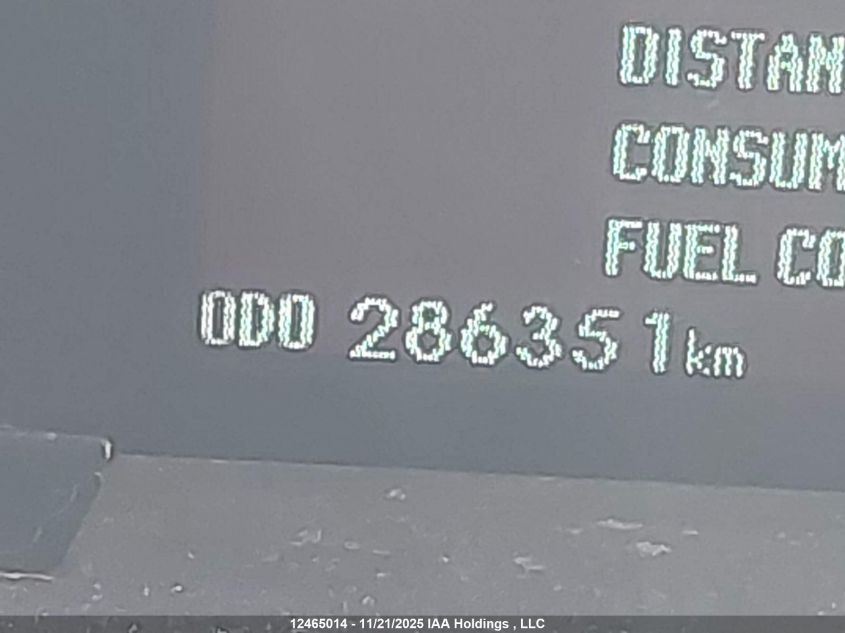 DISTAN
CONSUM
FUEL CO
ODO 286351km
12465014 - 11/21/2025 IAA Holdings , LLC